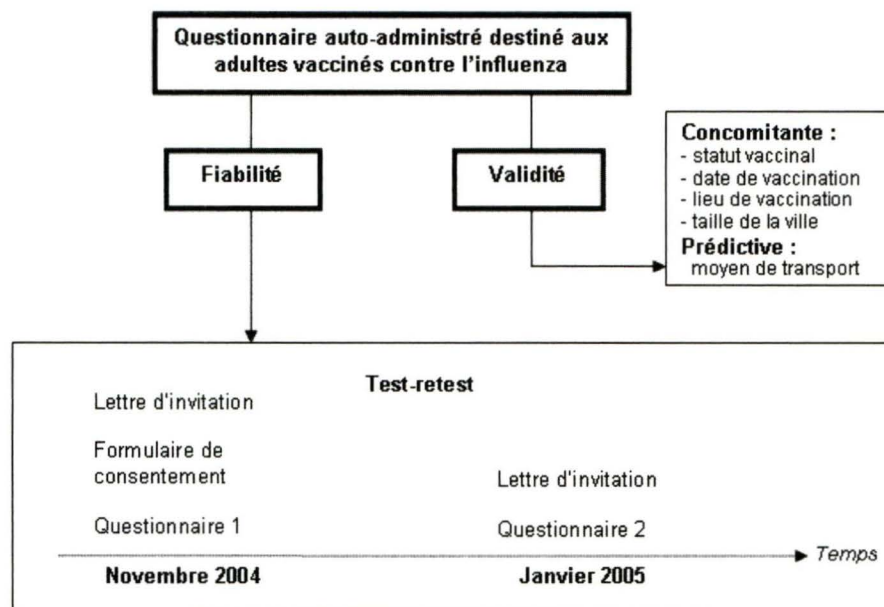 Questionnaire auto-administré destiné aux
adultes vaccinés contre l'influenza
Fiabilité
Validité
Concomitante :
- statut vaccinal
- date de vaccination
- lieu de vaccination
- taille de la ville
Prédictive :
moyen de transport
Test-retest
Lettre d'invitation
Formulaire de
consentement
Questionnaire 1
Lettre d'invitation
Questionnaire 2
Temps
Novembre 2004
Janvier 2005